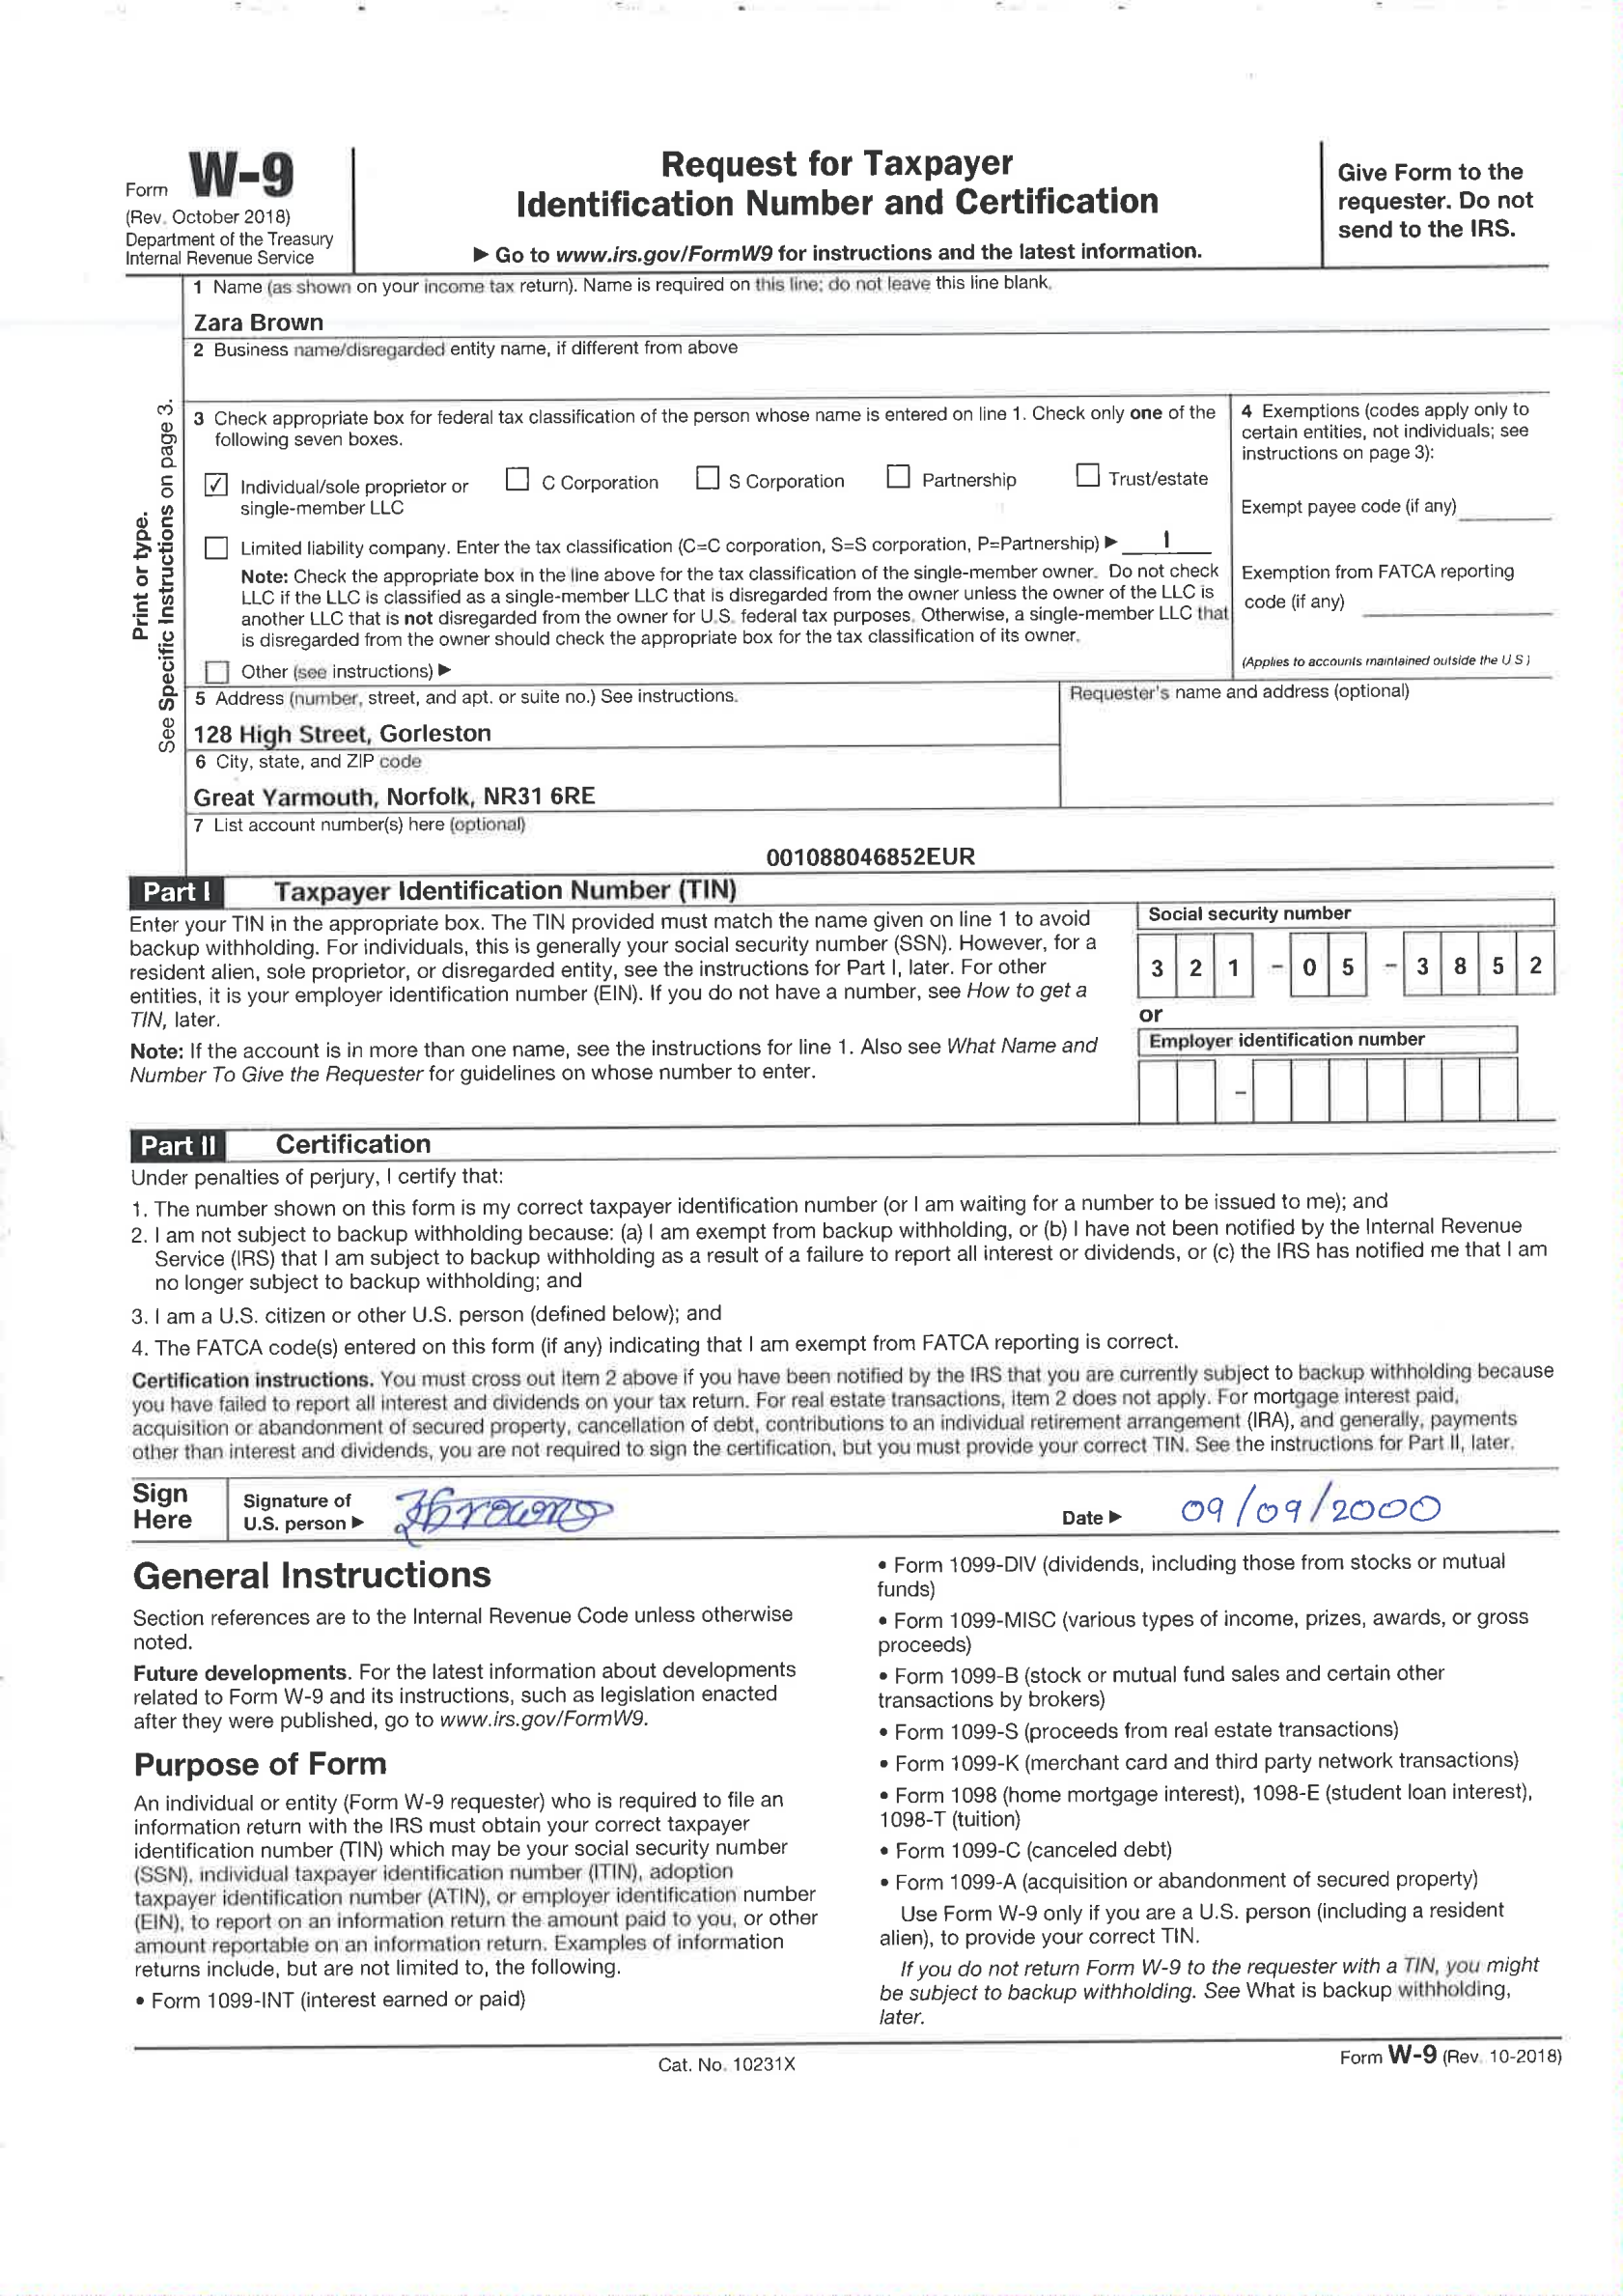 Form W-9
(Rev. October 2018)
Department of the Treasury
Internal Revenue Service
Request for Taxpayer
Identification Number and Certification
▶ Go to www.irs.gov/FormW9 for instructions and the latest information.
Give Form to the
requester. Do not
send to the IRS.
Print or type.
See Specific Instructions on page 3.
1 Name (as shown on your income tax return). Name is required on this line; do not leave this line blank.
Zara Brown
2 Business name/disregarded entity name, if different from above
3 Check appropriate box for federal tax classification of the person whose name is entered on line 1. Check only one of the
following seven boxes.
☑ Individual/sole proprietor or
single-member LLC
☐ C Corporation ☐ S Corporation ☐ Partnership ☐ Trust/estate
☐ Limited liability company. Enter the tax classification (C=C corporation, S=S corporation, P=Partnership) ▶ I
Note: Check the appropriate box in the line above for the tax classification of the single-member owner. Do not check
LLC if the LLC is classified as a single-member LLC that is disregarded from the owner unless the owner of the LLC is
another LLC that is not disregarded from the owner for U.S. federal tax purposes. Otherwise, a single-member LLC that
is disregarded from the owner should check the appropriate box for the tax classification of its owner.
☐ Other (see instructions) ▶
4 Exemptions (codes apply only to
certain entities, not individuals; see
instructions on page 3):
Exempt payee code (if any)
Exemption from FATCA reporting
code (if any)
(Applies to accounts maintained outside the U S )
5 Address (number, street, and apt. or suite no.) See instructions.
128 High Street, Gorleston
6 City, state, and ZIP code
Great Yarmouth, Norfolk, NR31 6RE
Requester's name and address (optional)
7 List account number(s) here (optional)
001088046852EUR
Part I Taxpayer Identification Number (TIN)
Enter your TIN in the appropriate box. The TIN provided must match the name given on line 1 to avoid
backup withholding. For individuals, this is generally your social security number (SSN). However, for a
resident alien, sole proprietor, or disregarded entity, see the instructions for Part I, later. For other
entities, it is your employer identification number (EIN). If you do not have a number, see How to get a
TIN, later.
Note: If the account is in more than one name, see the instructions for line 1. Also see What Name and
Number To Give the Requester for guidelines on whose number to enter.
Social security number
3 2 1 - 0 5 - 3 8 5 2
or
Employer identification number
-
Part II Certification
Under penalties of perjury, I certify that:
1. The number shown on this form is my correct taxpayer identification number (or I am waiting for a number to be issued to me); and
2. I am not subject to backup withholding because: (a) I am exempt from backup withholding, or (b) I have not been notified by the Internal Revenue
Service (IRS) that I am subject to backup withholding as a result of a failure to report all interest or dividends, or (c) the IRS has notified me that I am
no longer subject to backup withholding; and
3. I am a U.S. citizen or other U.S. person (defined below); and
4. The FATCA code(s) entered on this form (if any) indicating that I am exempt from FATCA reporting is correct.
Certification instructions. You must cross out item 2 above if you have been notified by the IRS that you are currently subject to backup withholding because
you have failed to report all interest and dividends on your tax return. For real estate transactions, item 2 does not apply. For mortgage interest paid,
acquisition or abandonment of secured property, cancellation of debt, contributions to an individual retirement arrangement (IRA), and generally, payments
other than interest and dividends, you are not required to sign the certification, but you must provide your correct TIN. See the instructions for Part II, later.
Sign
Here
Signature of
U.S. person ▶
ZBrown
Date ▶ 09/09/2000
General Instructions
Section references are to the Internal Revenue Code unless otherwise
noted.
Future developments. For the latest information about developments
related to Form W-9 and its instructions, such as legislation enacted
after they were published, go to www.irs.gov/FormW9.
Purpose of Form
An individual or entity (Form W-9 requester) who is required to file an
information return with the IRS must obtain your correct taxpayer
identification number (TIN) which may be your social security number
(SSN), individual taxpayer identification number (ITIN), adoption
taxpayer identification number (ATIN), or employer identification number
(EIN), to report on an information return the amount paid to you, or other
amount reportable on an information return. Examples of information
returns include, but are not limited to, the following.
• Form 1099-INT (interest earned or paid)
• Form 1099-DIV (dividends, including those from stocks or mutual
funds)
• Form 1099-MISC (various types of income, prizes, awards, or gross
proceeds)
• Form 1099-B (stock or mutual fund sales and certain other
transactions by brokers)
• Form 1099-S (proceeds from real estate transactions)
• Form 1099-K (merchant card and third party network transactions)
• Form 1098 (home mortgage interest), 1098-E (student loan interest),
1098-T (tuition)
• Form 1099-C (canceled debt)
• Form 1099-A (acquisition or abandonment of secured property)
Use Form W-9 only if you are a U.S. person (including a resident
alien), to provide your correct TIN.
If you do not return Form W-9 to the requester with a TIN, you might
be subject to backup withholding. See What is backup withholding,
later.
Cat. No. 10231X
Form W-9 (Rev. 10-2018)